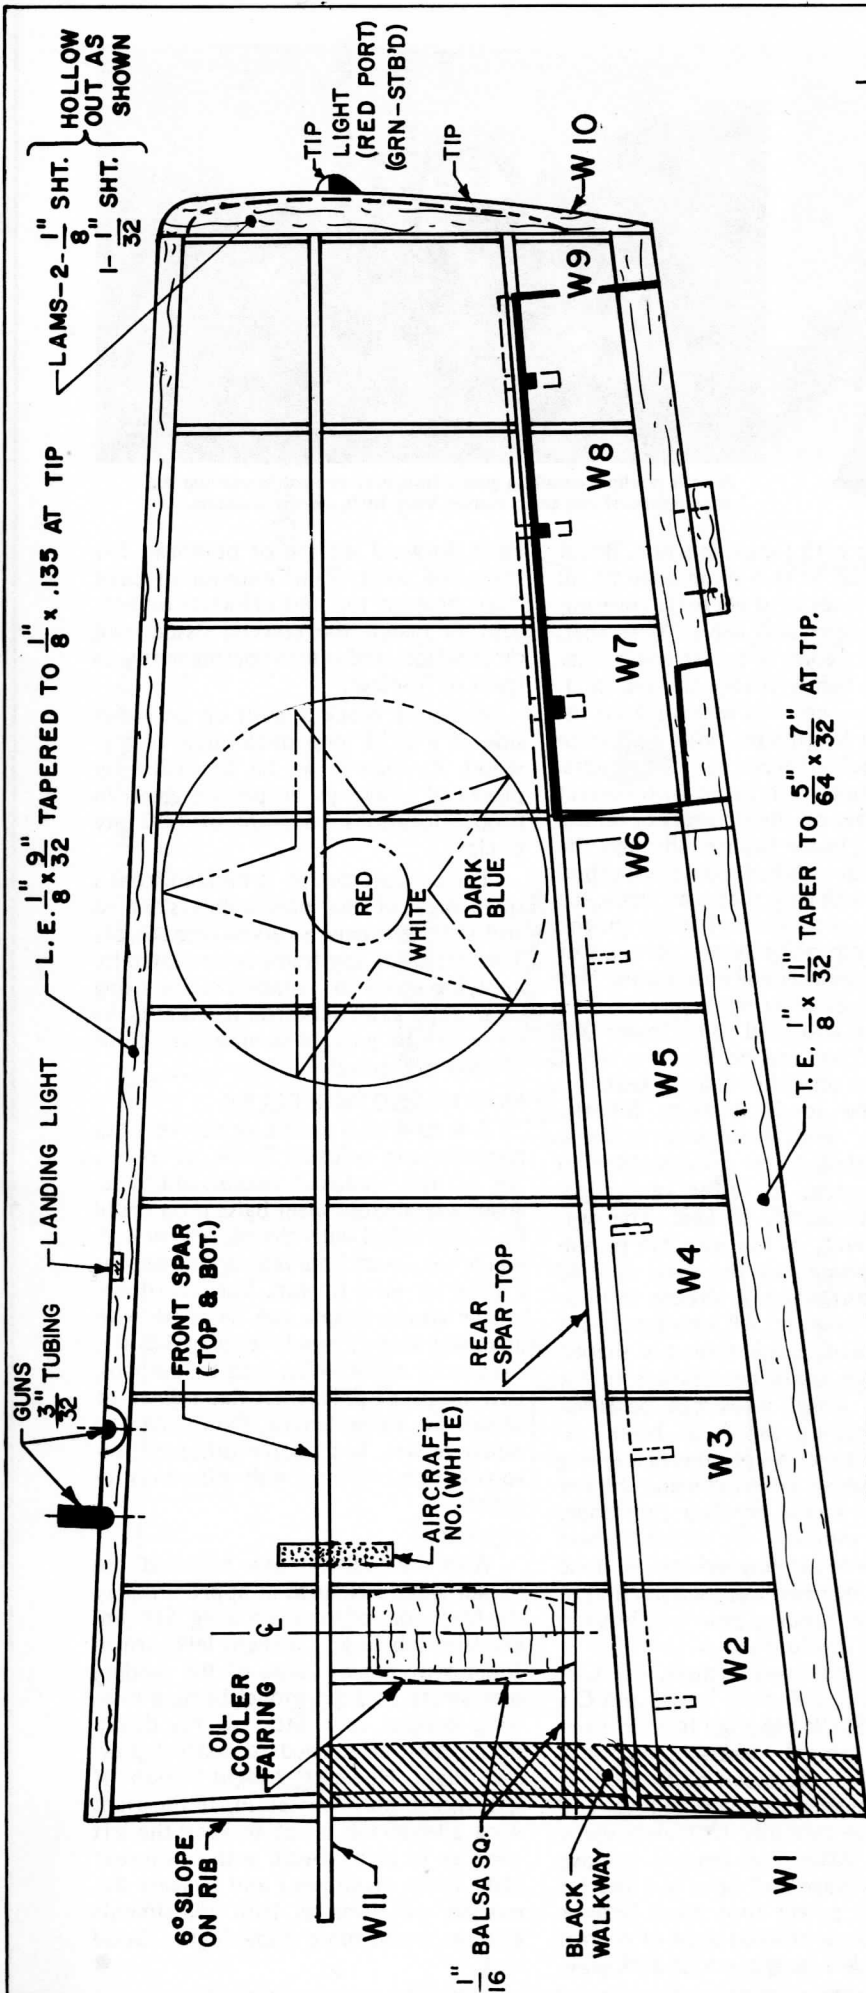 LAMS-2-1/8" SHT.
1-1/32" SHT.
HOLLOW
OUT AS
SHOWN
TIP
LIGHT
(RED PORT)
(GRN-STB'D)
TIP
W10
L.E. 1/8" x 9/32" TAPERED TO 1/8" x .135 AT TIP
LANDING LIGHT
GUNS
3/32" TUBING
FRONT SPAR
(TOP & BOT.)
REAR
SPAR-TOP
AIRCRAFT
NO. (WHITE)
RED
WHITE
DARK
BLUE
W9
W8
W7
W6
W5
W4
W3
W2
W1
T.E. 1/8" x 11/32" TAPER TO 5/64" x 7/32" AT TIP.
℄
OIL
COOLER
FAIRING
6° SLOPE
ON RIB
W11
1/16" BALSA SQ.
BLACK
WALKWAY